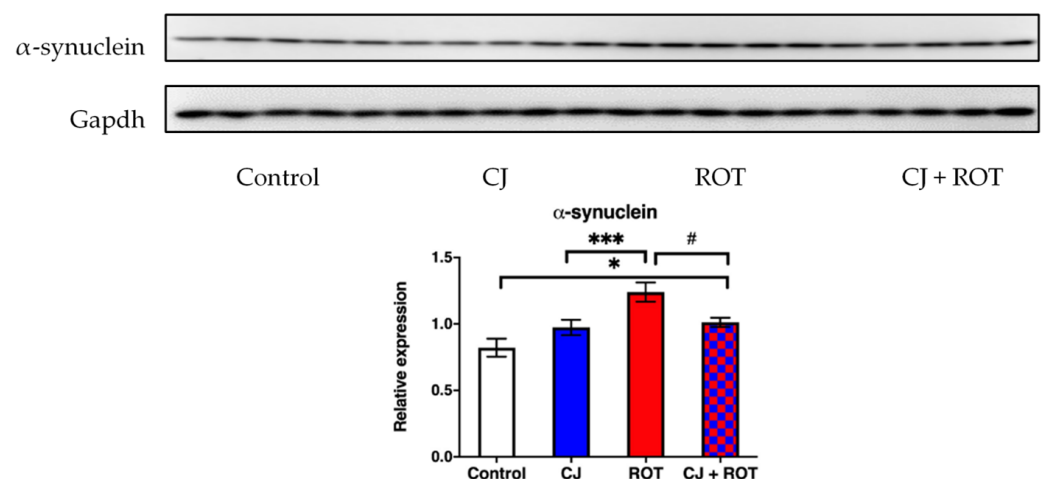 α-synuclein
Gapdh
Control CJ ROT CJ + ROT
α-synuclein
*** #
*
1.5
1.0
0.5
0.0
Relative expression
Control CJ ROT CJ + ROT